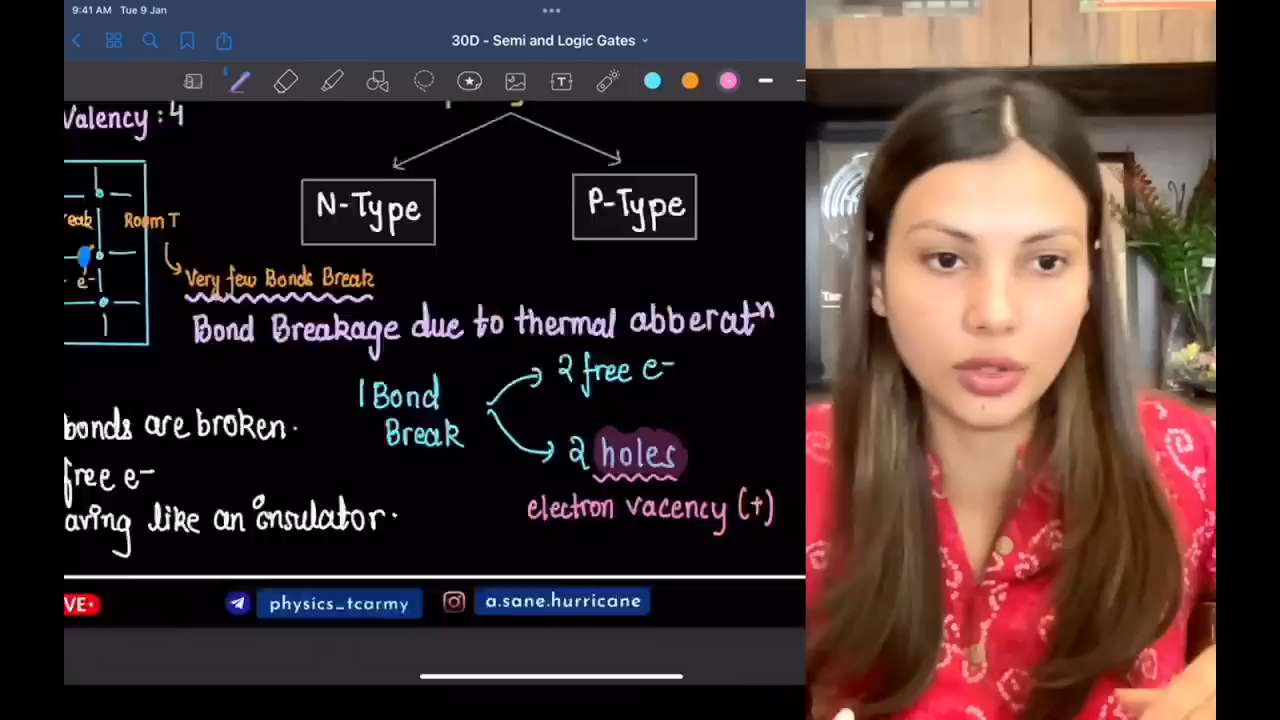 9:41 AM Tue 9 Jan
30D - Semi and Logic Gates
Valency : 4
N-Type
P-Type
eak
Room T
e-
Very few Bonds Break
Bond Breakage due to thermal abberatⁿ
1 Bond
Break
2 free e-
2 holes
electron vacency (+)
bonds are broken.
free e-
aving like an insulator.
VE
physics_tcarmy
a.sane.hurricane